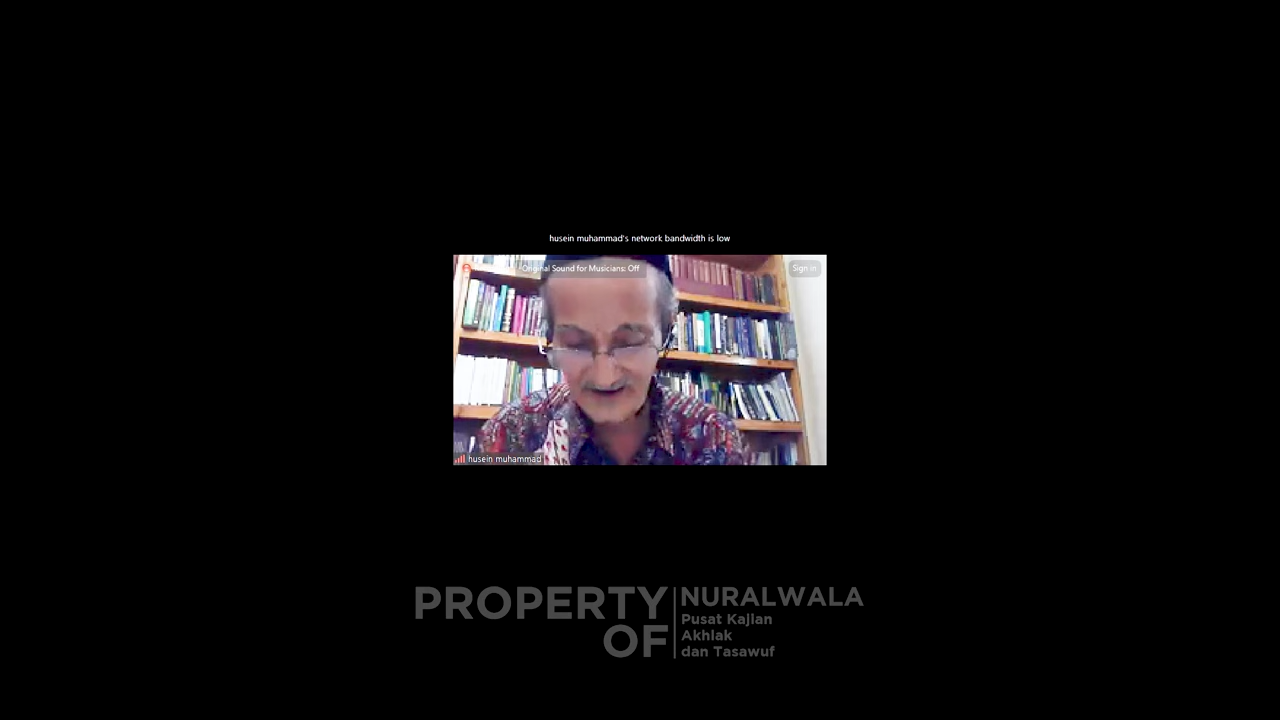 husein muhammad's network bandwidth is low
Original Sound for Musicians: Off
Sign in
husein muhammad
PROPERTY OF
NURALWALA
Pusat Kajian
Akhlak
dan Tasawuf